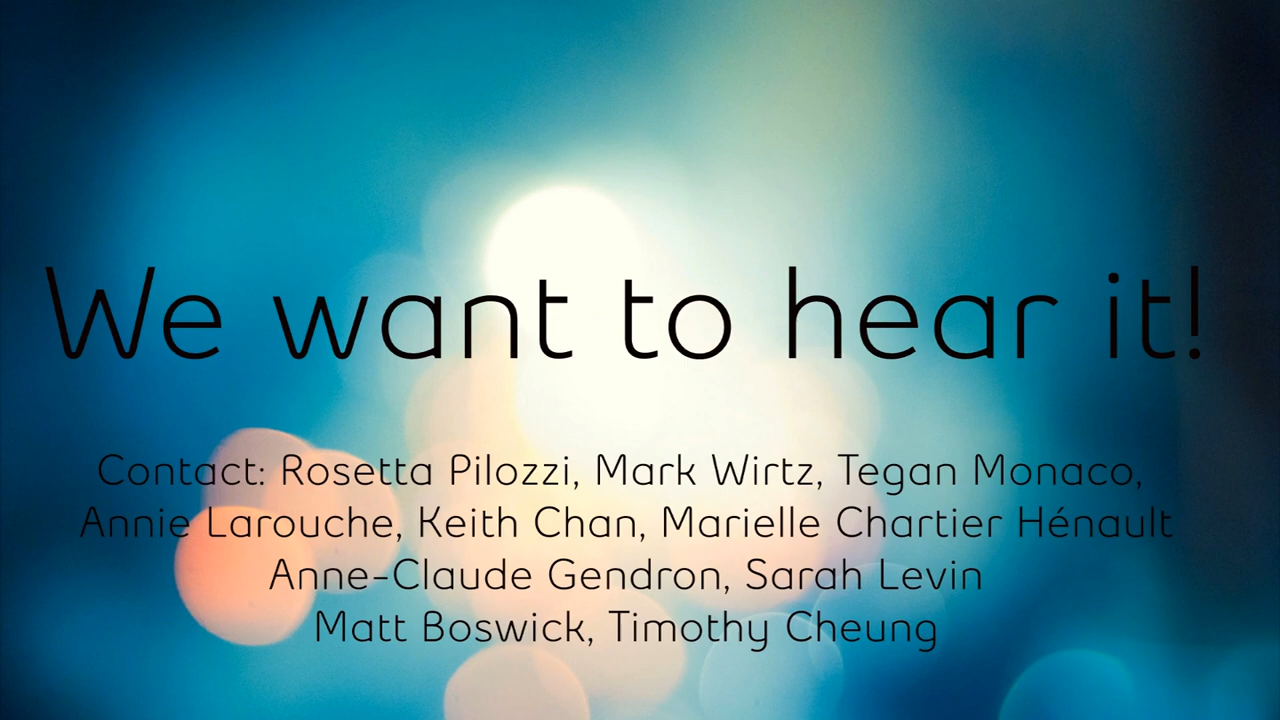 We want to hear it!
Contact: Rosetta Pilozzi, Mark Wirtz, Tegan Monaco,
Annie Larouche, Keith Chan, Marielle Chartier Hénault
Anne-Claude Gendron, Sarah Levin
Matt Boswick, Timothy Cheung